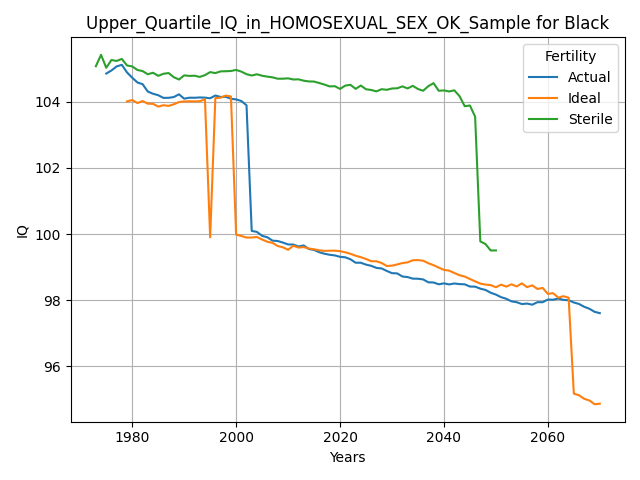 Upper_Quartile_IQ_in_HOMOSEXUAL_SEX_OK_Sample for Black
Fertility
Actual
Ideal
Sterile
IQ
104
102
100
98
96
1980
2000
2020
2040
2060
Years